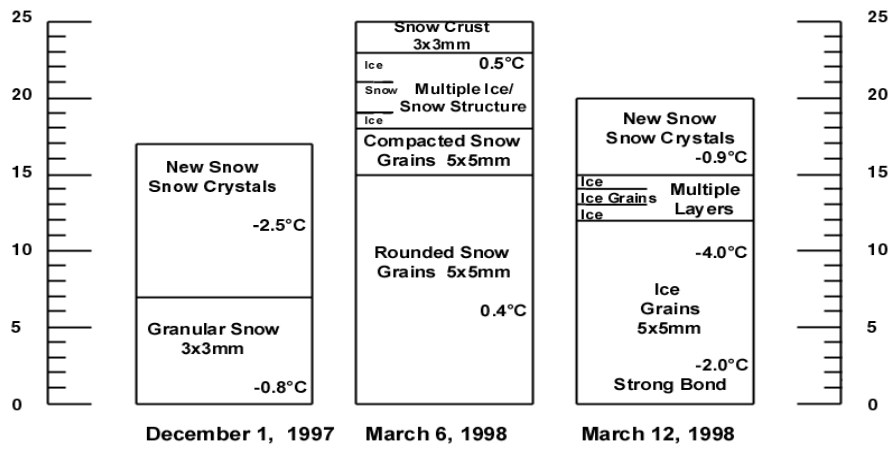 25
20
15
10
5
0
New Snow
Snow Crystals
-2.5°C
Granular Snow
3x3mm
-0.8°C
December 1, 1997
Snow Crust
3x3mm
Ice
0.5°C
Snow
Multiple Ice/
Snow Structure
Ice
Compacted Snow
Grains 5x5mm
Rounded Snow
Grains 5x5mm
0.4°C
March 6, 1998
New Snow
Snow Crystals
-0.9°C
Ice
Ice Grains
Ice
Multiple
Layers
-4.0°C
Ice
Grains
5x5mm
-2.0°C
Strong Bond
March 12, 1998
25
20
15
10
5
0